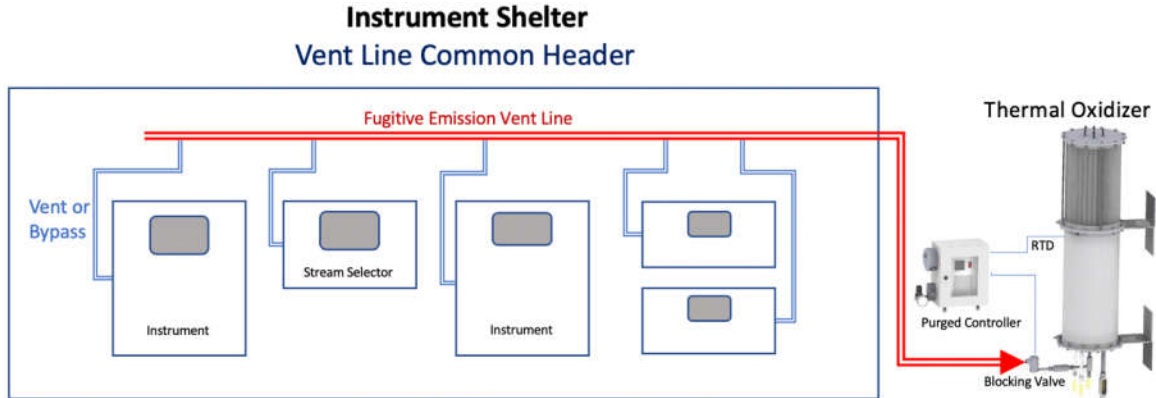 Instrument Shelter
Vent Line Common Header
Fugitive Emission Vent Line
Thermal Oxidizer
Vent or
Bypass
Stream Selector
RTD
Instrument
Instrument
Purged Controller
Blocking Valve